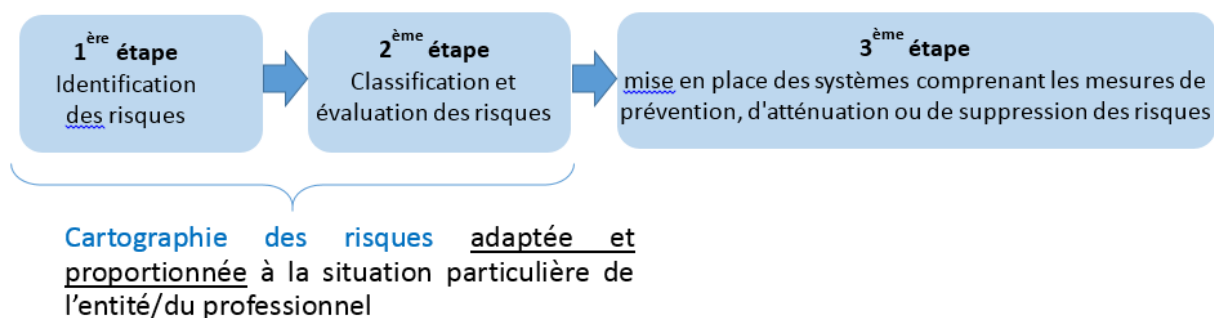 1ère étape
Identification
des risques
2ème étape
Classification et
évaluation des risques
3ème étape
mise en place des systèmes comprenant les mesures de
prévention, d'atténuation ou de suppression des risques
Cartographie des risques adaptée et
proportionnée à la situation particulière de
l'entité/du professionnel